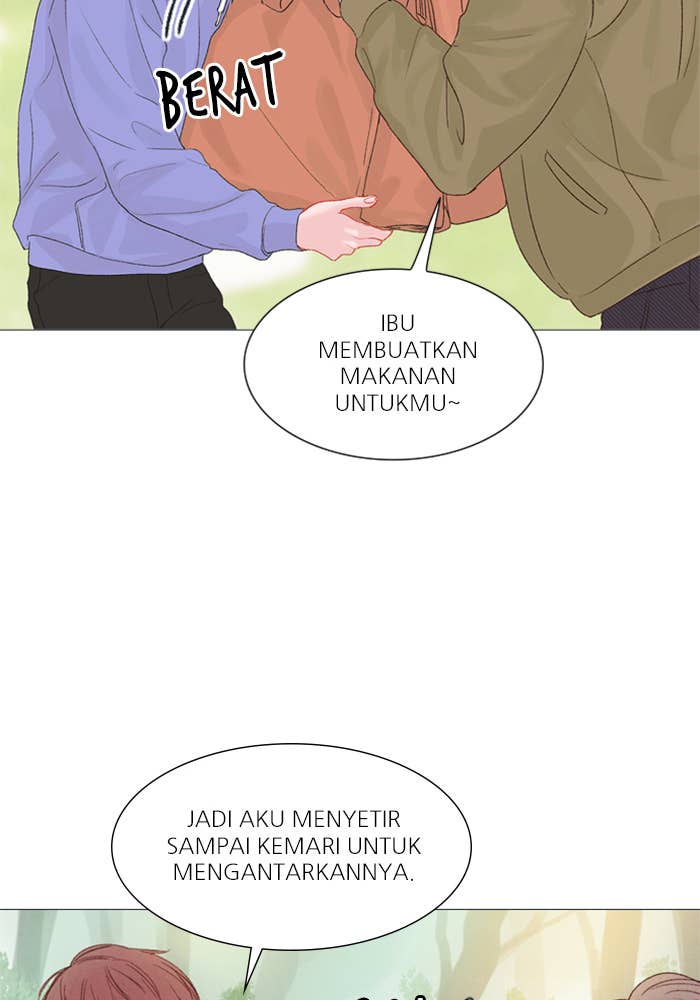 BERAT
IBU
MEMBUATKAN
MAKANAN
UNTUKMU~
JADI AKU MENYETIR
SAMPAI KEMARI UNTUK
MENGANTARKANNYA.